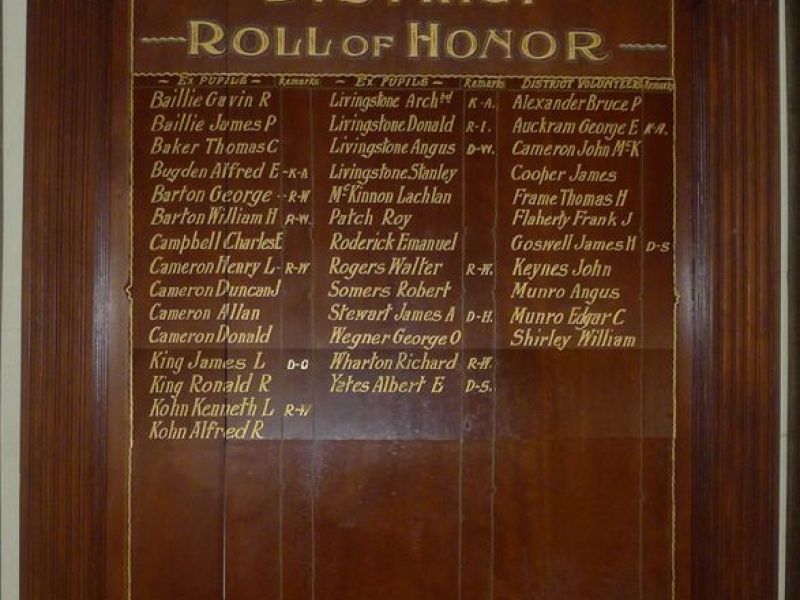 DISTRICT
ROLL OF HONOR
EX PUPILS Remarks EX PUPILS Remarks DISTRICT VOLUNTEERS Remarks
Baillie Gavin R Livingstone Archbd K-A. Alexander Bruce P
Baillie James P Livingstone Donald R-I. Auckram George E K-A.
Baker Thomas C Livingstone Angus D-W. Cameron John McK
Bugden Alfred E K-A Livingstone Stanley Cooper James
Barton George R-W McKinnon Lachlan Frame Thomas H
Barton William H R-W. Patch Roy Flaherty Frank J
Campbell Charles E Roderick Emanuel Goswell James H D-S
Cameron Henry L R-W Rogers Walter R-W. Keynes John
Cameron Duncan J Somers Robert Munro Angus
Cameron Allan Stewart James A D-H. Munro Edgar C
Cameron Donald Wegner George O Shirley William
King James L D-O Wharton Richard R-W.
King Ronald R Yates Albert E D-S.
Kohn Kenneth L R-W
Kohn Alfred R